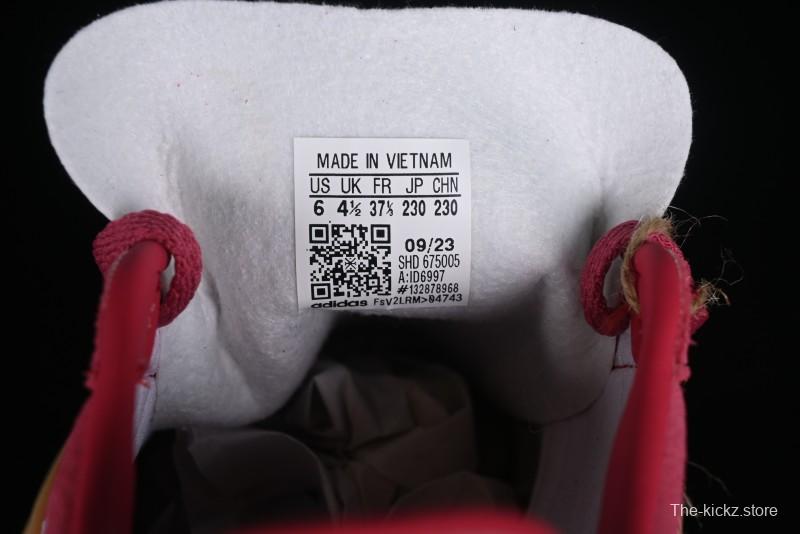 MADE IN VIETNAM
US UK FR JP CHN
6 4½ 37⅓ 230 230
09/23
SHD 675005
A:ID6997
#132878968
adidas FsV2LRM>04743
The-kickz.store